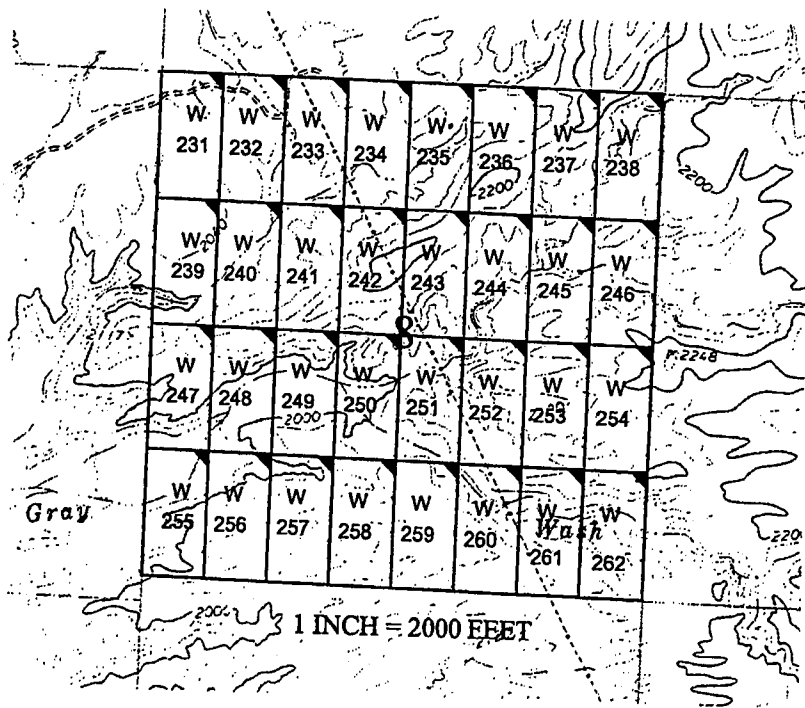 W W W W W W W W
231 232 233 234 235 236 237 238
2200 2200
W W W W W W W W
239 240 241 242 243 244 245 246
8
2248
W W W W W W W W
247 248 249 250 251 252 253 254
2000
W W W W W W W W
Gray 255 256 257 258 259 260 261 262
Wash
1 INCH = 2000 FEET